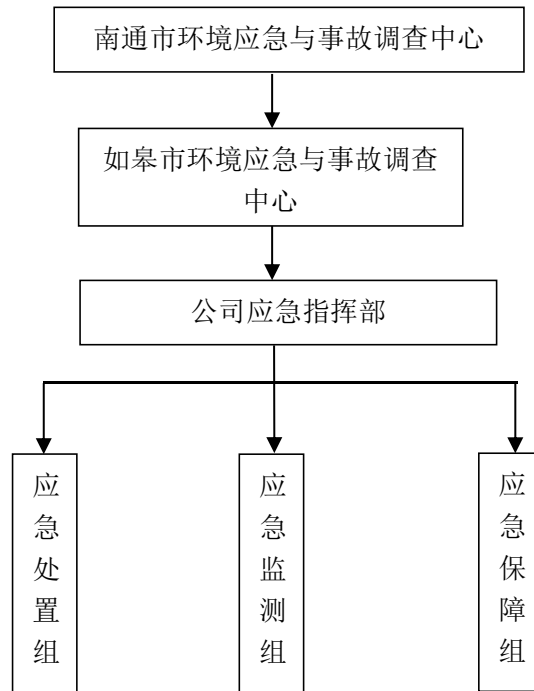 南通市环境应急与事故调查中心
如皋市环境应急与事故调查
中心
公司应急指挥部
应急处置组
应急监测组
应急保障组